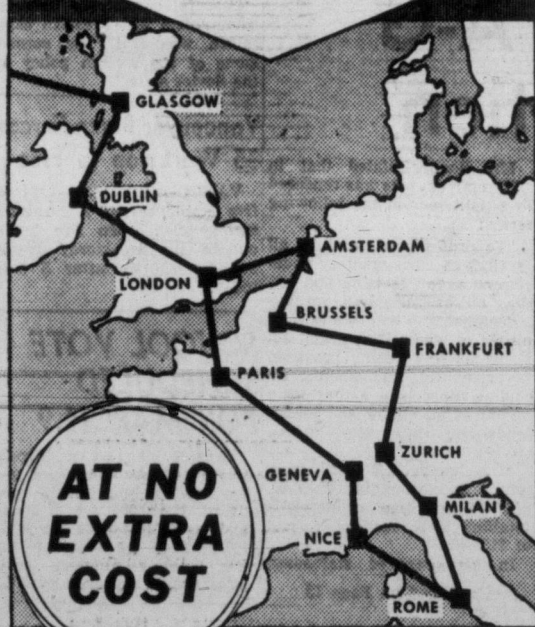 GLASGOW
DUBLIN
LONDON
AMSTERDAM
BRUSSELS
PARIS
FRANKFURT
GENEVA
ZURICH
MILAN
NICE
ROME
AT NO
EXTRA
COST